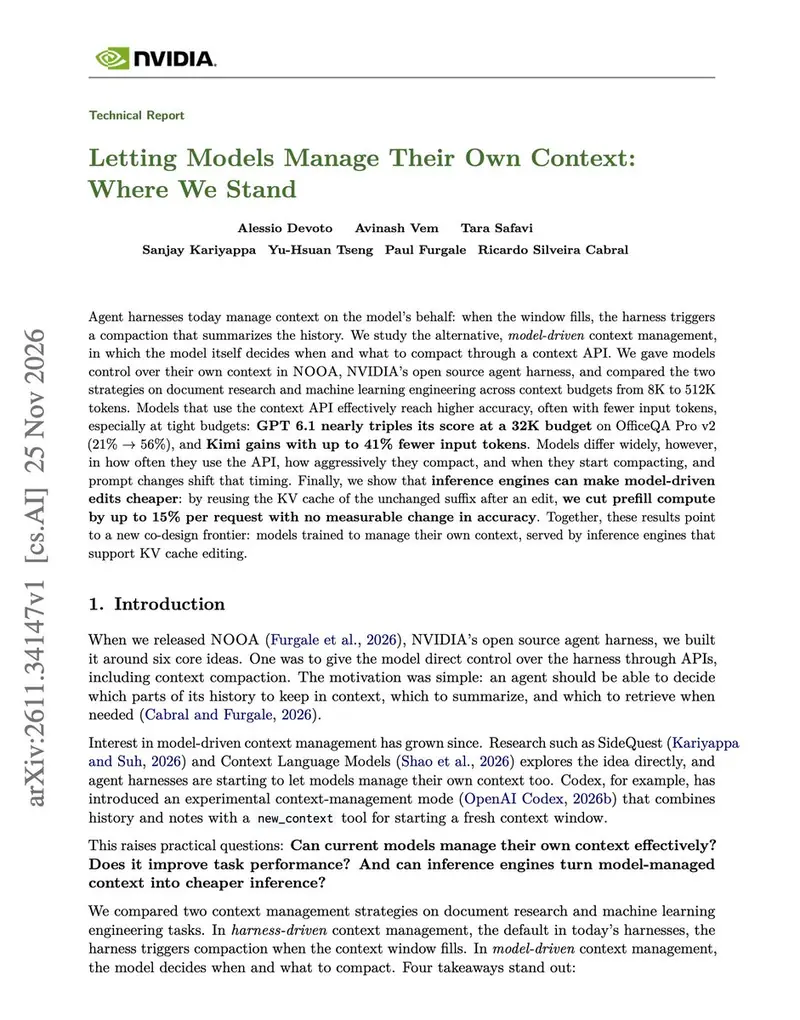 NVIDIA.
Technical Report
Letting Models Manage Their Own Context:
Where We Stand
Alessio Devoto Avinash Vem Tara Safavi
Sanjay Kariyappa Yu-Hsuan Tseng Paul Furgale Ricardo Silveira Cabral
Agent harnesses today manage context on the model's behalf: when the window fills, the harness triggers
a compaction that summarizes the history. We study the alternative, model-driven context management,
in which the model itself decides when and what to compact through a context API. We gave models
control over their own context in NOOA, NVIDIA's open source agent harness, and compared the two
strategies on document research and machine learning engineering across context budgets from 8K to 512K
tokens. Models that use the context API effectively reach higher accuracy, often with fewer input tokens,
especially at tight budgets: GPT 6.1 nearly triples its score at a 32K budget on OfficeQA Pro v2
(21% → 56%), and Kimi gains with up to 41% fewer input tokens. Models differ widely, however,
in how often they use the API, how aggressively they compact, and when they start compacting, and
prompt changes shift that timing. Finally, we show that inference engines can make model-driven
edits cheaper: by reusing the KV cache of the unchanged suffix after an edit, we cut prefill compute
by up to 15% per request with no measurable change in accuracy. Together, these results point
to a new co-design frontier: models trained to manage their own context, served by inference engines that
support KV cache editing.
arXiv:2611.34147v1 [cs.AI] 25 Nov 2026
1. Introduction
When we released NOOA (Furgale et al., 2026), NVIDIA's open source agent harness, we built
it around six core ideas. One was to give the model direct control over the harness through APIs,
including context compaction. The motivation was simple: an agent should be able to decide
which parts of its history to keep in context, which to summarize, and which to retrieve when
needed (Cabral and Furgale, 2026).
Interest in model-driven context management has grown since. Research such as SideQuest (Kariyappa
and Suh, 2026) and Context Language Models (Shao et al., 2026) explores the idea directly, and
agent harnesses are starting to let models manage their own context too. Codex, for example, has
introduced an experimental context-management mode (OpenAI Codex, 2026b) that combines
history and notes with a new_context tool for starting a fresh context window.
This raises practical questions: Can current models manage their own context effectively?
Does it improve task performance? And can inference engines turn model-managed
context into cheaper inference?
We compared two context management strategies on document research and machine learning
engineering tasks. In harness-driven context management, the default in today's harnesses, the
harness triggers compaction when the context window fills. In model-driven context management,
the model decides when and what to compact. Four takeaways stand out: